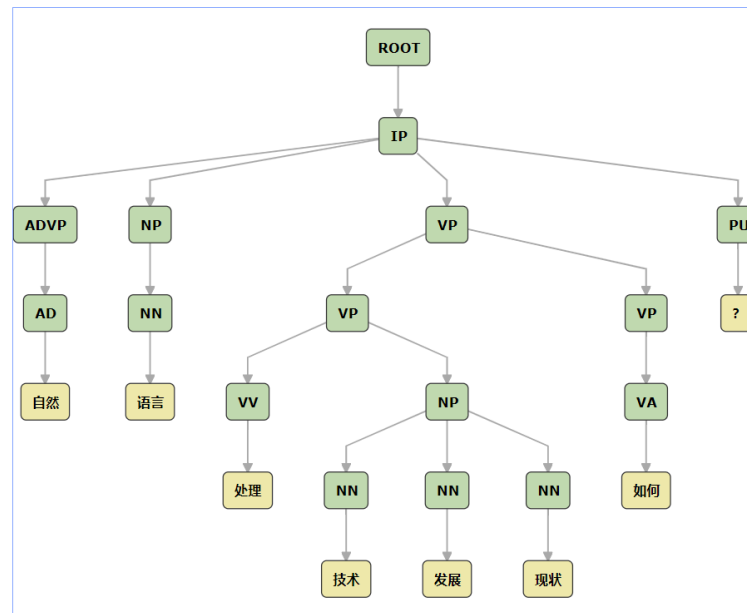 ROOT
IP
ADVP NP VP PU
AD NN VP VP ?
自然 语言 VV NP VA
处理 NN NN NN 如何
技术 发展 现状